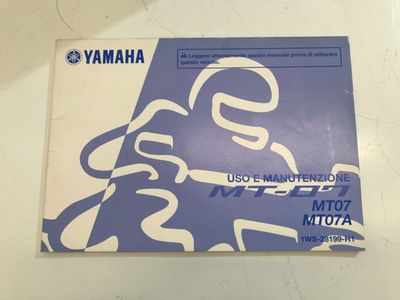 YAMAHA
Leggere attentamente questo manuale prima di utilizzare
questo veicolo.
USO E MANUTENZIONE
MT-07
MT07
MT07A
1WS-28199-H1